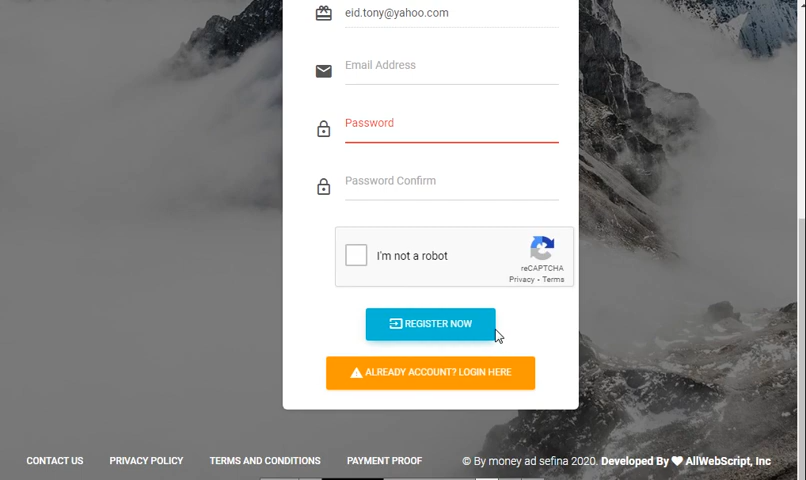 eid.tony@yahoo.com
Email Address
Password
Password Confirm
I'm not a robot
reCAPTCHA
Privacy - Terms
REGISTER NOW
ALREADY ACCOUNT? LOGIN HERE
CONTACT US PRIVACY POLICY TERMS AND CONDITIONS PAYMENT PROOF © By money ad sefina 2020. Developed By ❤ AllWebScript, Inc